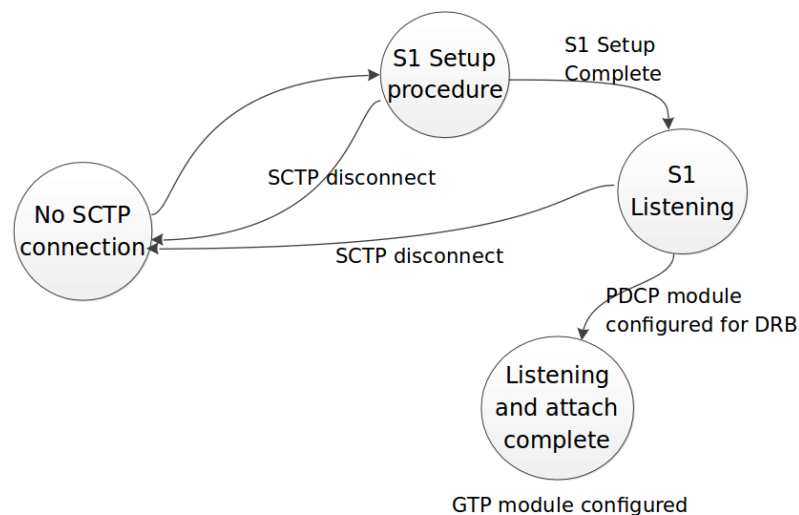 S1 Setup
procedure
S1 Setup
Complete
SCTP disconnect
S1
Listening
No SCTP
connection
SCTP disconnect
PDCP module
configured for DRB
Listening
and attach
complete
GTP module configured